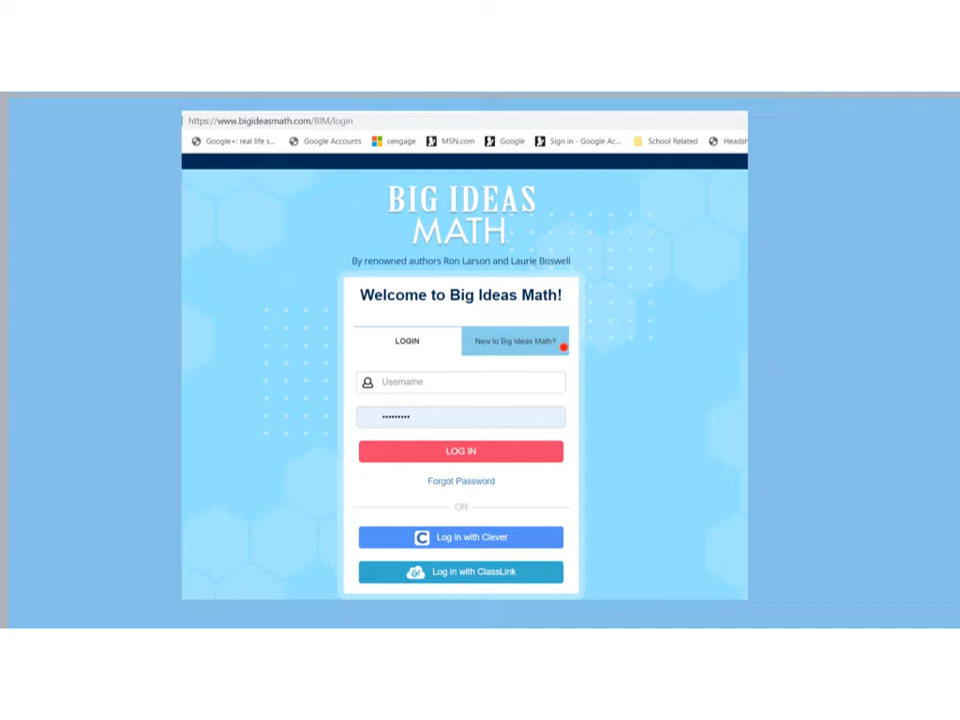 https://www.bigideasmath.com/BIM/login
Google+: real life s... Google Accounts cengage MSN.com Google Sign in - Google Ac... School Related Headsh
BIG IDEAS
MATH
By renowned authors Ron Larson and Laurie Boswell
Welcome to Big Ideas Math!
LOGIN New to Big Ideas Math?
Username
•••••••••
LOG IN
Forgot Password
OR
C Log in with Clever
Log in with ClassLink